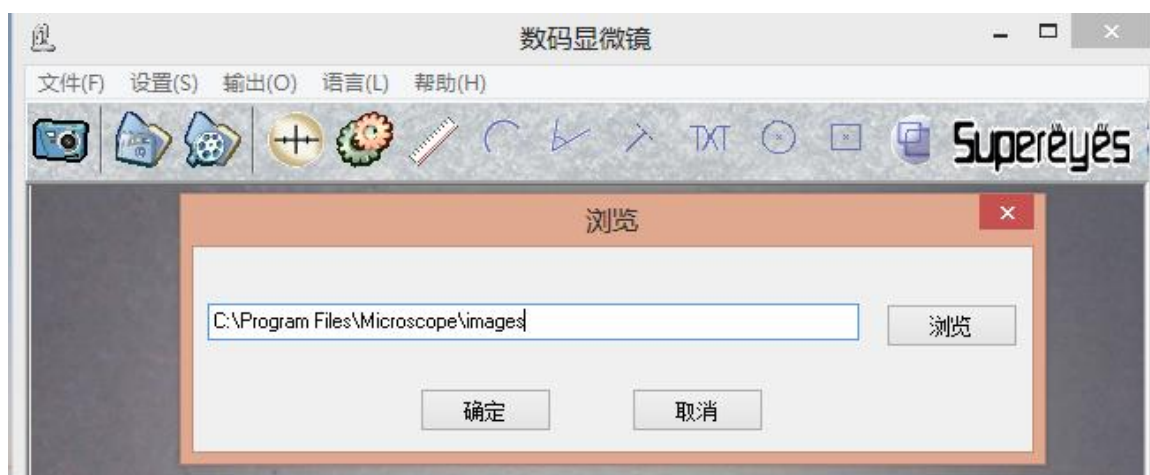 数码显微镜
文件(F) 设置(S) 输出(O) 语言(L) 帮助(H)
TXT Supereyes
浏览
C:\Program Files\Microscope\images
浏览
确定 取消